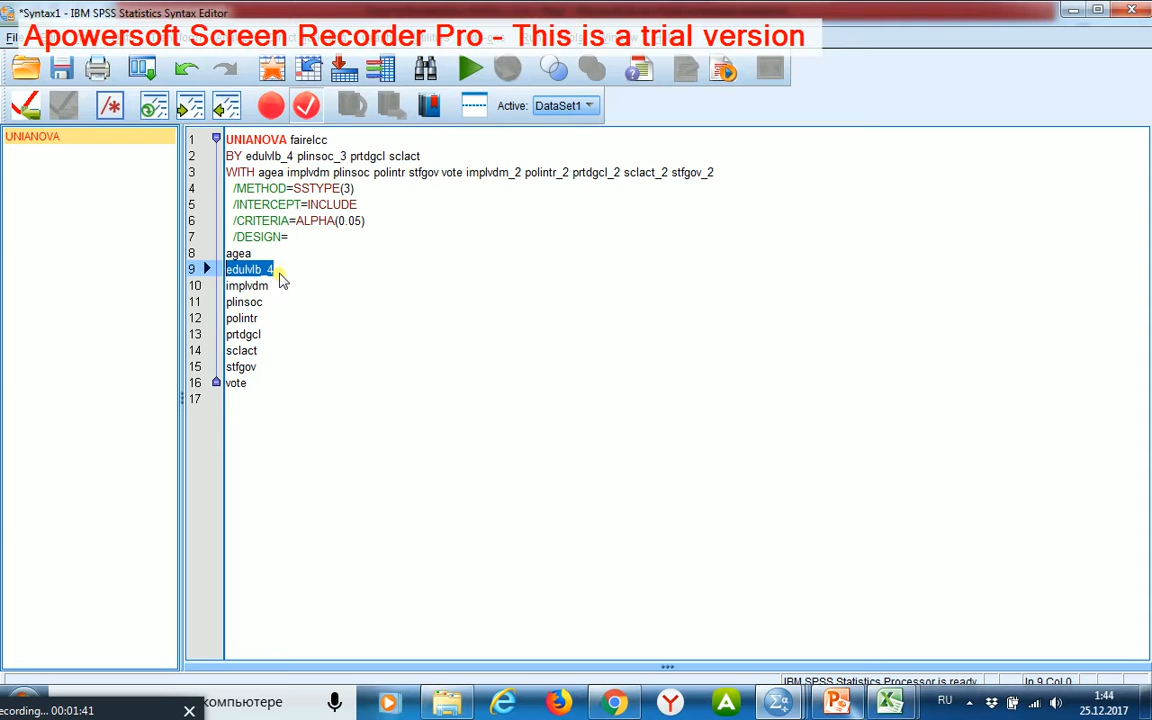 *Syntax1 - IBM SPSS Statistics Syntax Editor
Apowersoft Screen Recorder Pro - This is a trial version
Active: DataSet1
UNIANOVA
1 UNIANOVA fairelcc
2 BY edulvlb_4 plinsoc_3 prtdgcl sclact
3 WITH agea implvdm plinsoc polintr stfgov vote implvdm_2 polintr_2 prtdgcl_2 sclact_2 stfgov_2
4 /METHOD=SSTYPE(3)
5 /INTERCEPT=INCLUDE
6 /CRITERIA=ALPHA(0.05)
7 /DESIGN=
8 agea
9 edulvlb_4
10 implvdm
11 plinsoc
12 polintr
13 prtdgcl
14 sclact
15 stfgov
16 vote
17
IBM SPSS Statistics Processor is ready
In 9 Col 0
ecording... 00:01:41
компьютере
RU
1:44
25.12.2017